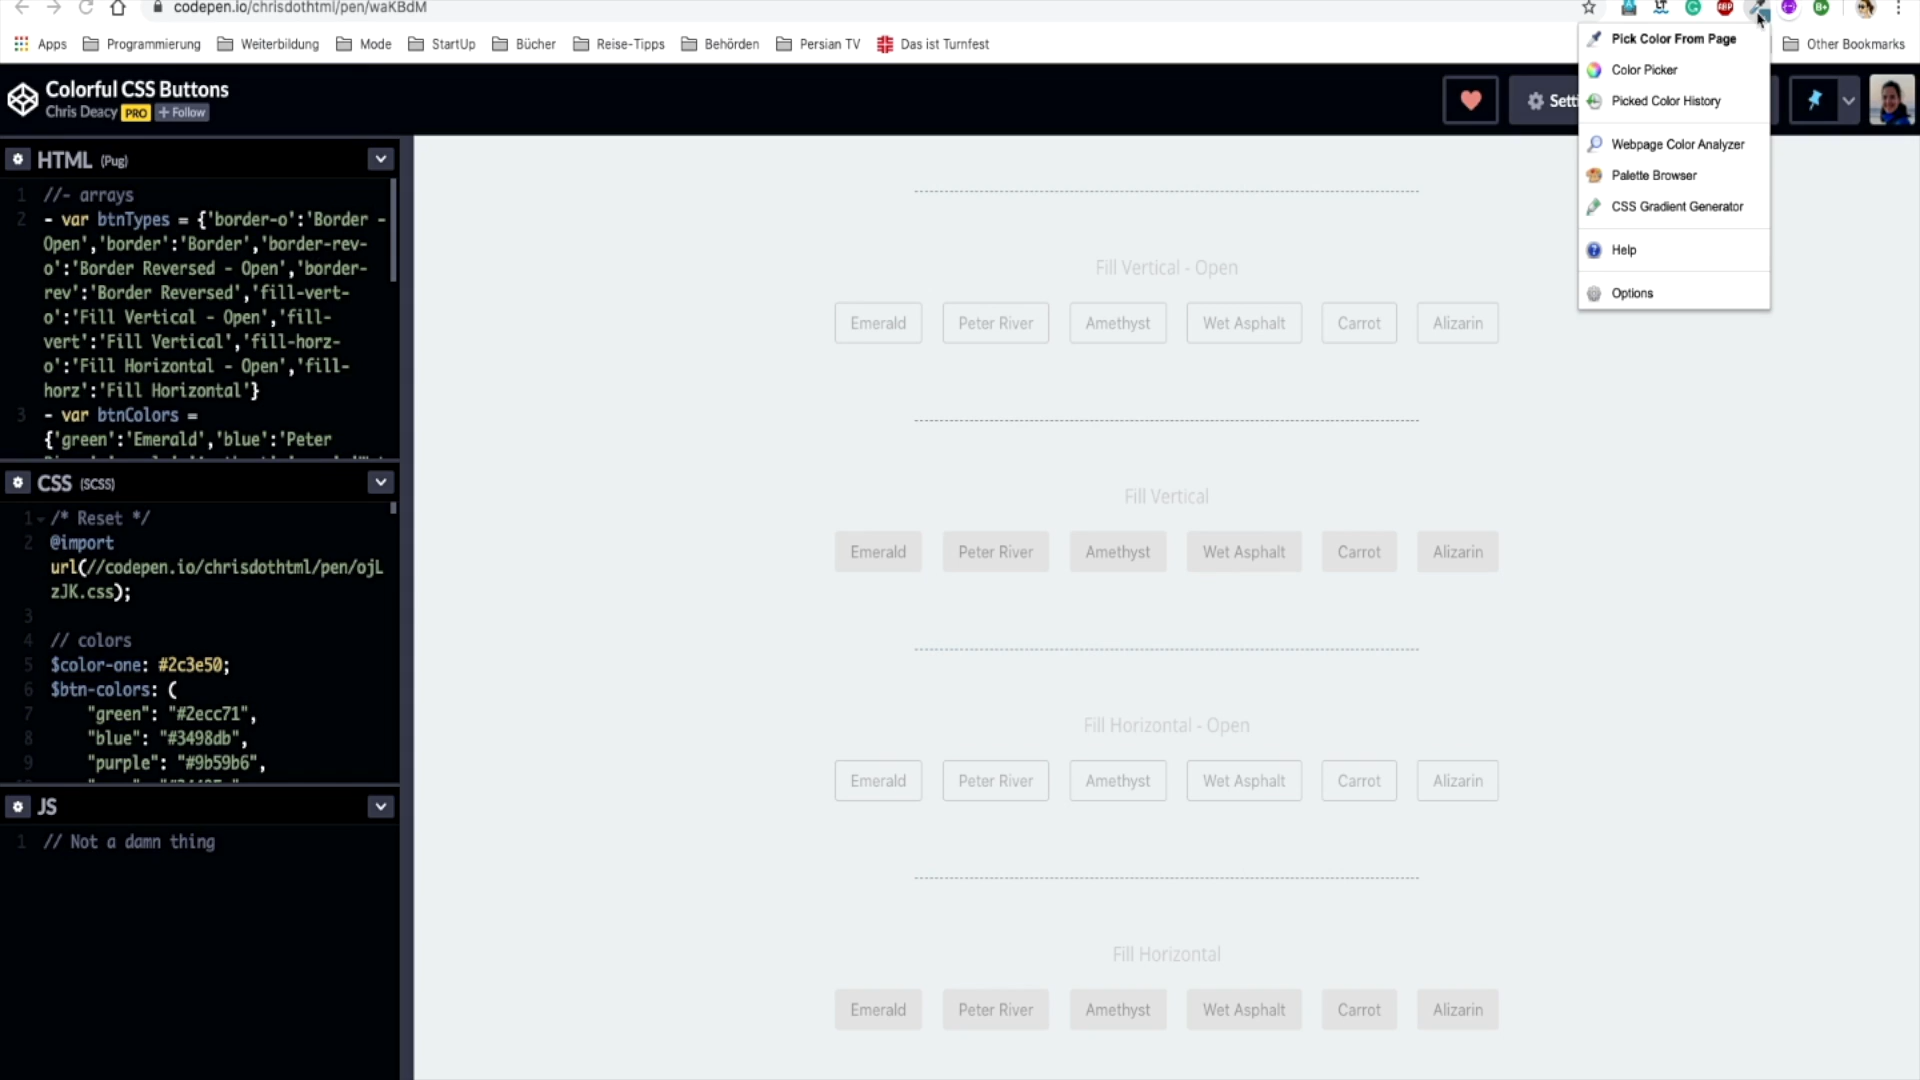 codepen.io/chrisdothtml/pen/waKBdM
Apps Programmierung Weiterbildung Mode StartUp Bücher Reise-Tipps Behörden Persian TV Das ist Turnfest Other Bookmarks
Colorful CSS Buttons
Chris Deacy PRO + Follow
Setti
Pick Color From Page
Color Picker
Picked Color History
Webpage Color Analyzer
Palette Browser
CSS Gradient Generator
Help
Options
HTML (Pug)
1 //- arrays
2 - var btnTypes = {'border-o':'Border -
Open','border':'Border','border-rev-
o':'Border Reversed - Open','border-
rev':'Border Reversed','fill-vert-
o':'Fill Vertical - Open','fill-
vert':'Fill Vertical','fill-horz-
o':'Fill Horizontal - Open','fill-
horz':'Fill Horizontal'}
3 - var btnColors =
{'green':'Emerald','blue':'Peter
CSS (SCSS)
1 /* Reset */
2 @import
url(//codepen.io/chrisdothtml/pen/ojL
zJK.css);
3
4 // colors
5 $color-one: #2c3e50;
6 $btn-colors: (
7 "green": "#2ecc71",
8 "blue": "#3498db",
9 "purple": "#9b59b6",
JS
1 // Not a damn thing
Fill Vertical - Open
Emerald Peter River Amethyst Wet Asphalt Carrot Alizarin
Fill Vertical
Emerald Peter River Amethyst Wet Asphalt Carrot Alizarin
Fill Horizontal - Open
Emerald Peter River Amethyst Wet Asphalt Carrot Alizarin
Fill Horizontal
Emerald Peter River Amethyst Wet Asphalt Carrot Alizarin